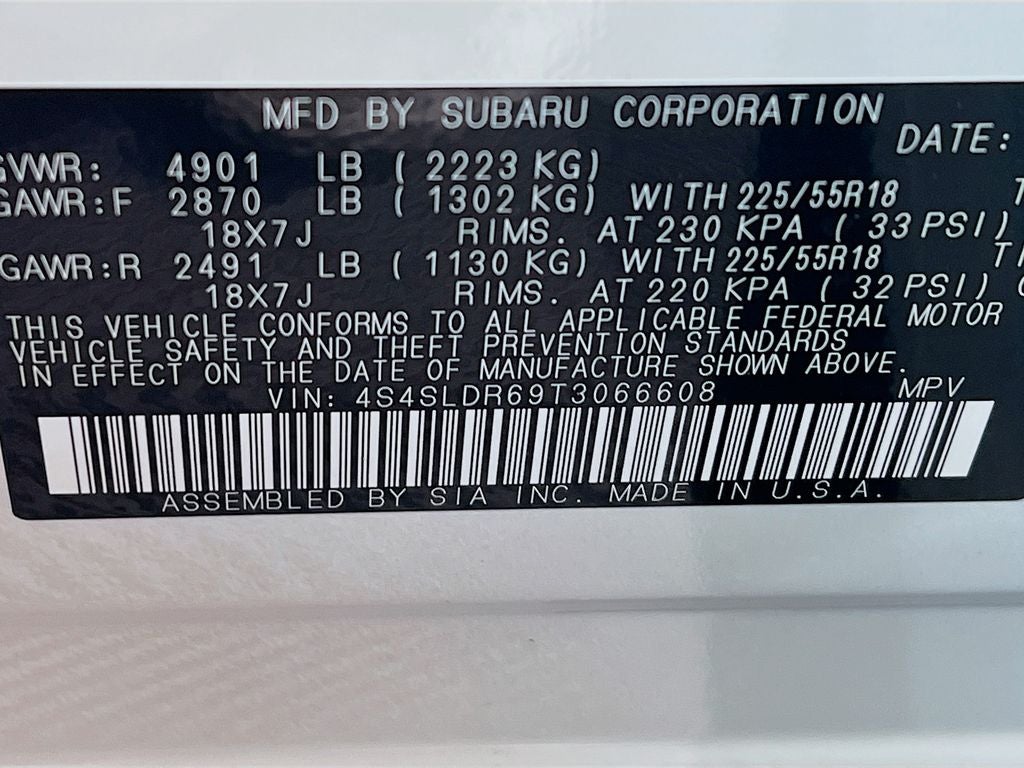 MFD BY SUBARU CORPORATION
DATE:
GVWR: 4901 LB ( 2223 KG)
GAWR:F 2870 LB ( 1302 KG) WITH 225/55R18
18X7J RIMS. AT 230 KPA ( 33 PSI)
GAWR:R 2491 LB ( 1130 KG) WITH 225/55R18
18X7J RIMS. AT 220 KPA ( 32 PSI)
THIS VEHICLE CONFORMS TO ALL APPLICABLE FEDERAL MOTOR
VEHICLE SAFETY AND THEFT PREVENTION STANDARDS
IN EFFECT ON THE DATE OF MANUFACTURE SHOWN ABOVE.
VIN: 4S4SLDR69T3066608 MPV
ASSEMBLED BY SIA INC. MADE IN U.S.A.